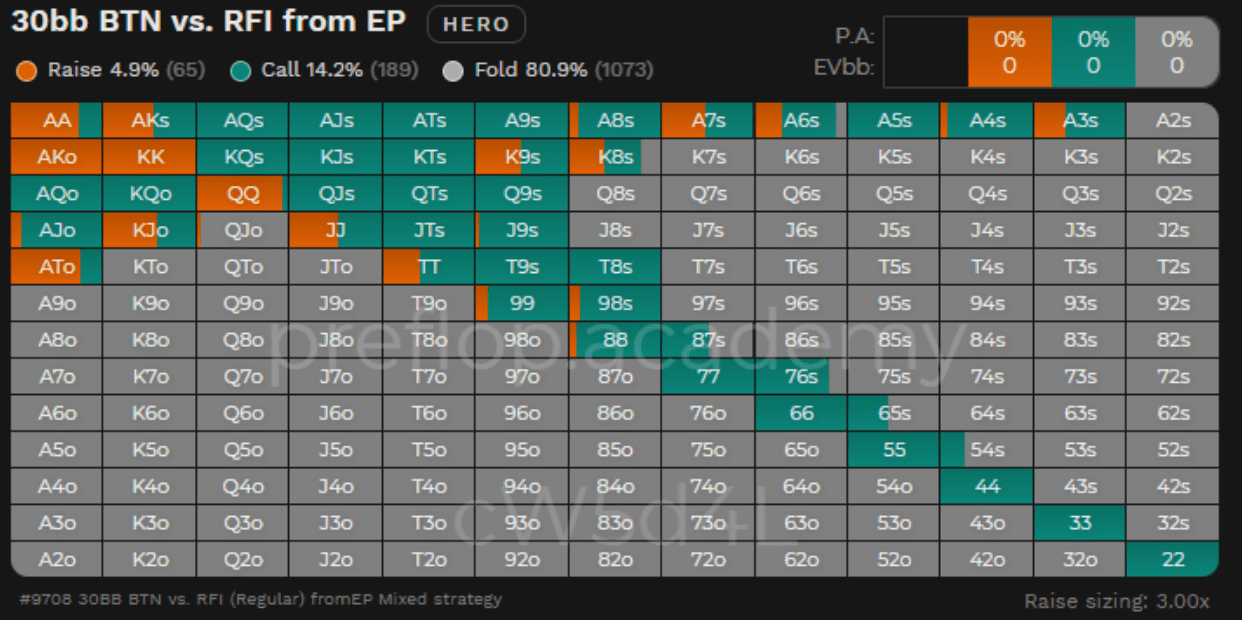 30bb BTN vs. RFI from EP HERO
P.A: 0% 0% 0%
EVbb: 0 0 0
Raise 4.9% (65) Call 14.2% (189) Fold 80.9% (1073)
AA AKs AQs AJs ATs A9s A8s A7s A6s A5s A4s A3s A2s
AKo KK KQs KJs KTs K9s K8s K7s K6s K5s K4s K3s K2s
AQo KQo QQ QJs QTs Q9s Q8s Q7s Q6s Q5s Q4s Q3s Q2s
AJo KJo QJo JJ JTs J9s J8s J7s J6s J5s J4s J3s J2s
ATo KTo QTo JTo TT T9s T8s T7s T6s T5s T4s T3s T2s
A9o K9o Q9o J9o T9o 99 98s 97s 96s 95s 94s 93s 92s
A8o K8o Q8o J8o T8o 98o 88 87s 86s 85s 84s 83s 82s
A7o K7o Q7o J7o T7o 97o 87o 77 76s 75s 74s 73s 72s
A6o K6o Q6o J6o T6o 96o 86o 76o 66 65s 64s 63s 62s
A5o K5o Q5o J5o T5o 95o 85o 75o 65o 55 54s 53s 52s
A4o K4o Q4o J4o T4o 94o 84o 74o 64o 54o 44 43s 42s
A3o K3o Q3o J3o T3o 93o 83o 73o 63o 53o 43o 33 32s
A2o K2o Q2o J2o T2o 92o 82o 72o 62o 52o 42o 32o 22
preflop.academy
cW5d4L
#9708 30BB BTN vs. RFI (Regular) fromEP Mixed strategy
Raise sizing: 3.00x